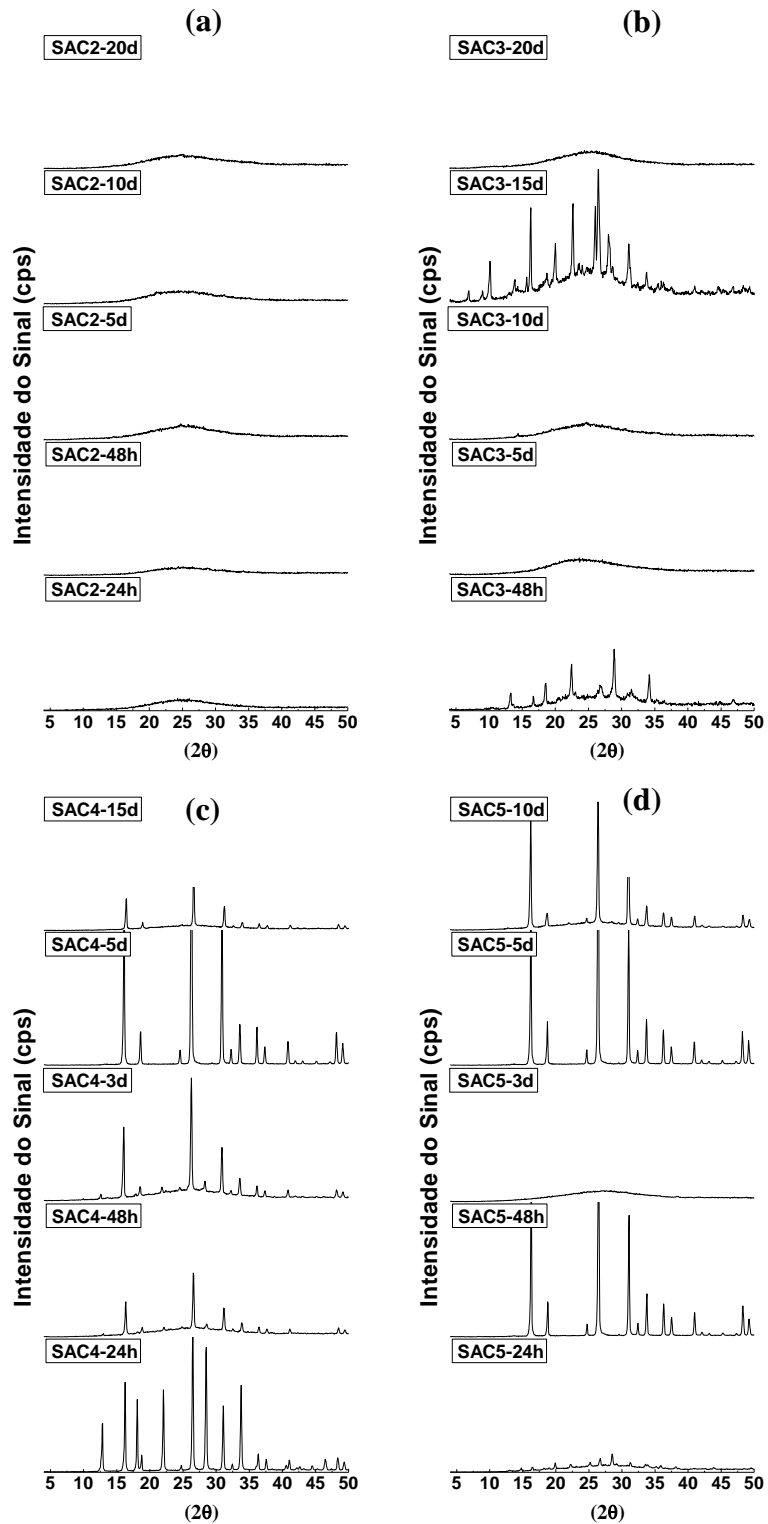 (a)
SAC2-20d
SAC2-10d
SAC2-5d
SAC2-48h
SAC2-24h
Intensidade do Sinal (cps)
5 10 15 20 25 30 35 40 45 50
(2θ)
(b)
SAC3-20d
SAC3-15d
SAC3-10d
SAC3-5d
SAC3-48h
Intensidade do Sinal (cps)
5 10 15 20 25 30 35 40 45 50
(2θ)
(c)
SAC4-15d
SAC4-5d
SAC4-3d
SAC4-48h
SAC4-24h
Intensidade do Sinal (cps)
5 10 15 20 25 30 35 40 45 50
(2θ)
(d)
SAC5-10d
SAC5-5d
SAC5-3d
SAC5-48h
SAC5-24h
Intensidade do Sinal (cps)
5 10 15 20 25 30 35 40 45 50
(2θ)